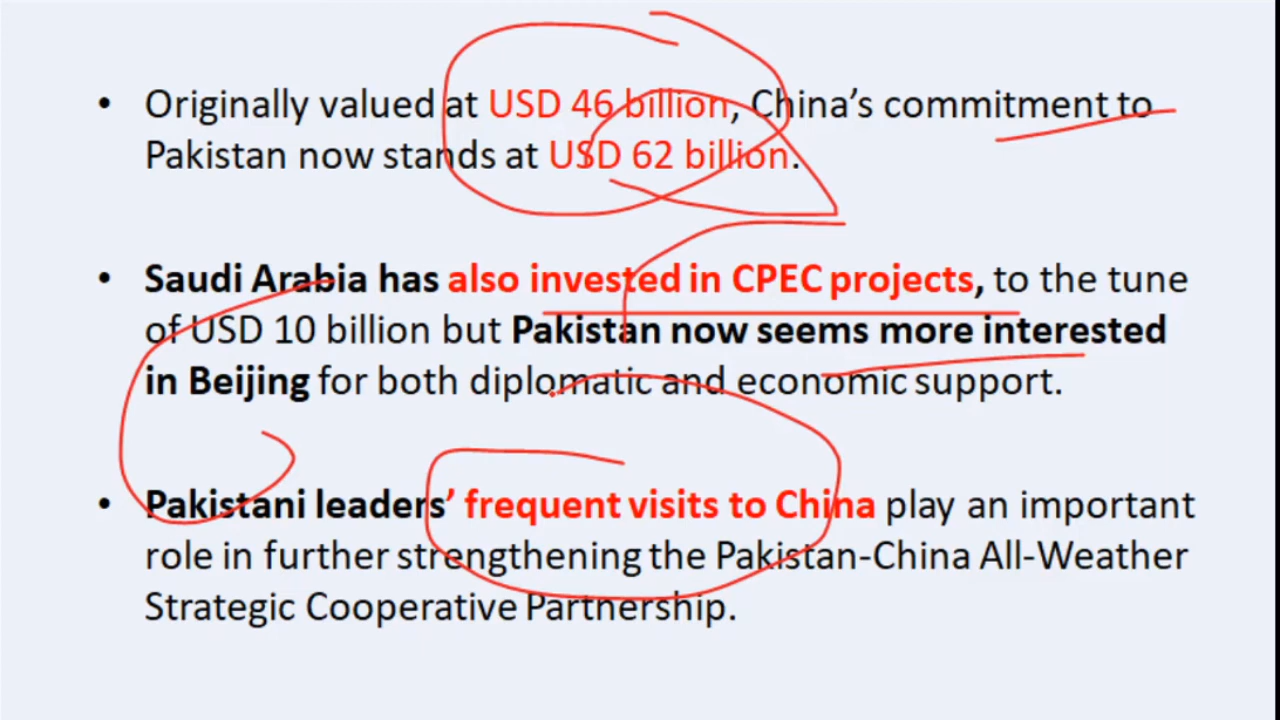 • Originally valued at USD 46 billion, China’s commitment to
Pakistan now stands at USD 62 billion.
• Saudi Arabia has also invested in CPEC projects, to the tune
of USD 10 billion but Pakistan now seems more interested
in Beijing for both diplomatic and economic support.
• Pakistani leaders’ frequent visits to China play an important
role in further strengthening the Pakistan-China All-Weather
Strategic Cooperative Partnership.